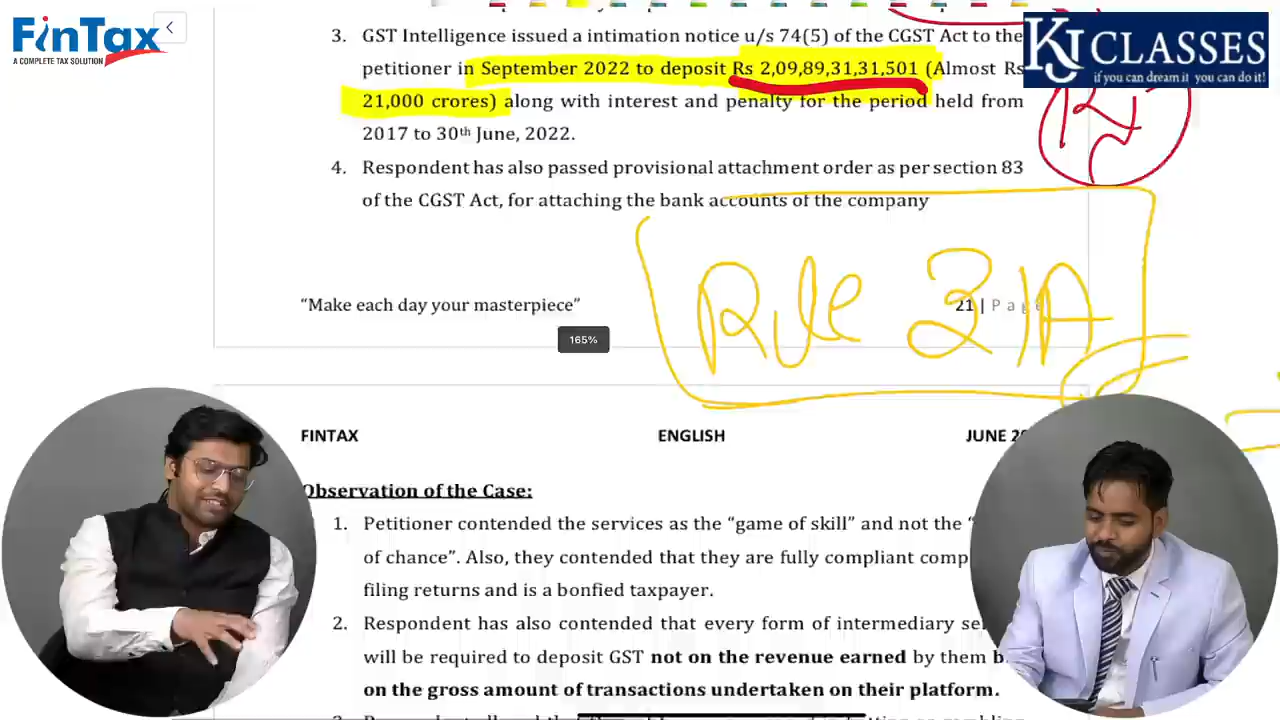 FinTax
A COMPLETE TAX SOLUTION
KJ CLASSES
if you can dream it you can do it!
3. GST Intelligence issued a intimation notice u/s 74(5) of the CGST Act to the
petitioner in September 2022 to deposit Rs 2,09,89,31,31,501 (Almost Rs
21,000 crores) along with interest and penalty for the period held from
2017 to 30th June, 2022.
4. Respondent has also passed provisional attachment order as per section 83
of the CGST Act, for attaching the bank accounts of the company
Rule 31A
“Make each day your masterpiece”
21 | Page
165%
FINTAX ENGLISH JUNE
Observation of the Case:
1. Petitioner contended the services as the “game of skill” and not the
of chance”. Also, they contended that they are fully compliant
filing returns and is a bonfied taxpayer.
2. Respondent has also contended that every form of intermediary
will be required to deposit GST not on the revenue earned by them
on the gross amount of transactions undertaken on their platform.